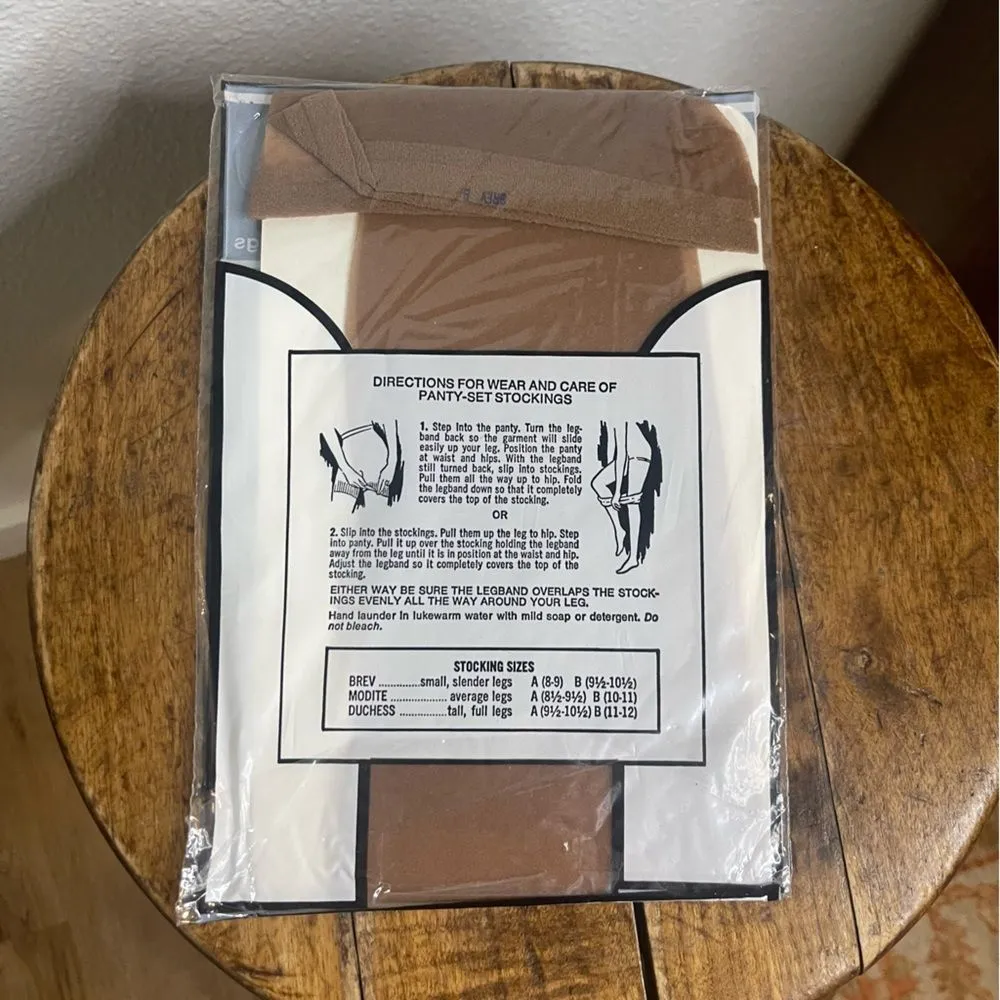 BREV B
gs
DIRECTIONS FOR WEAR AND CARE OF
PANTY-SET STOCKINGS
1. Step into the panty. Turn the leg-
band back so the garment will slide
easily up your leg. Position the panty
at waist and hips. With the legband
still turned back, slip into stockings.
Pull them all the way up to hip. Fold
the legband down so that it completely
covers the top of the stocking.
OR
2. Slip into the stockings. Pull them up the leg to hip. Step
into panty. Pull it up over the stocking holding the legband
away from the leg until it is in position at the waist and hip.
Adjust the legband so it completely covers the top of the
stocking.
EITHER WAY BE SURE THE LEGBAND OVERLAPS THE STOCK-
INGS EVENLY ALL THE WAY AROUND YOUR LEG.
Hand launder in lukewarm water with mild soap or detergent. Do
not bleach.
STOCKING SIZES
BREV ..............small, slender legs A (8-9) B (9½-10½)
MODITE .................... average legs A (8½-9½) B (10-11)
DUCHESS ...............tall, full legs A (9½-10½) B (11-12)